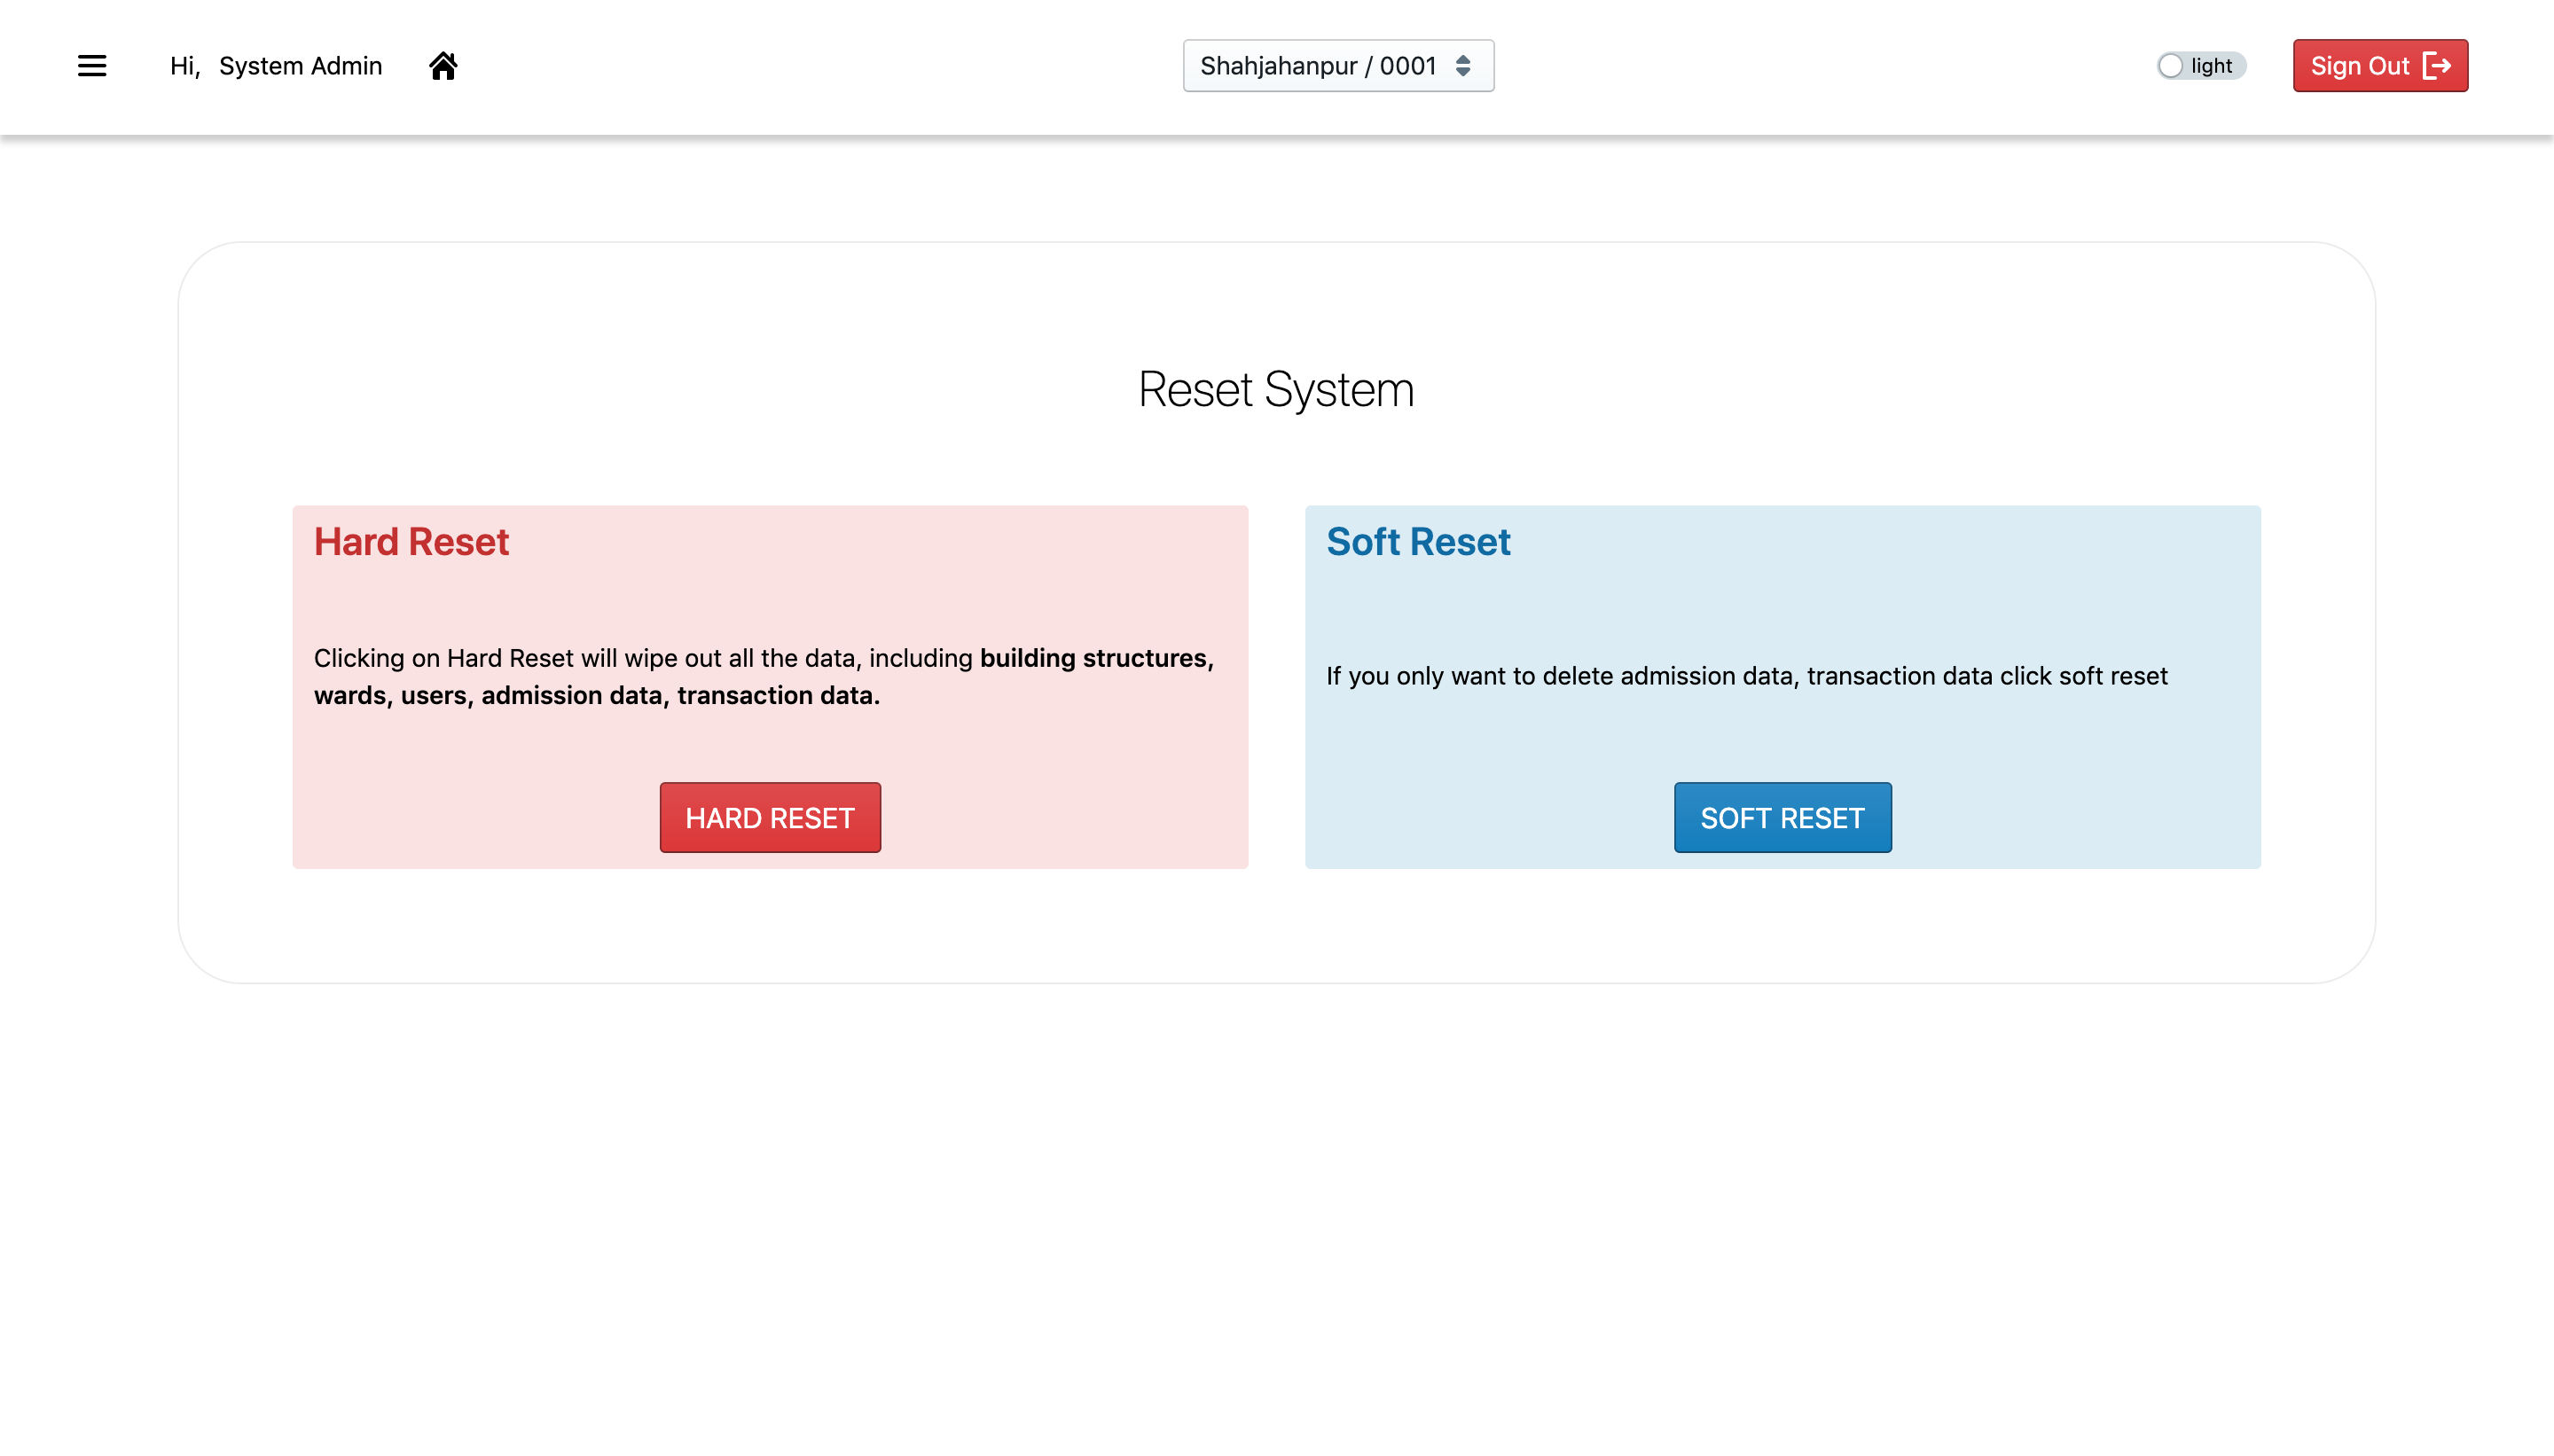 Hi, System Admin
Shahjahanpur / 0001
light
Sign Out
Reset System
Hard Reset
Clicking on Hard Reset will wipe out all the data, including building structures,
wards, users, admission data, transaction data.
HARD RESET
Soft Reset
If you only want to delete admission data, transaction data click soft reset
SOFT RESET